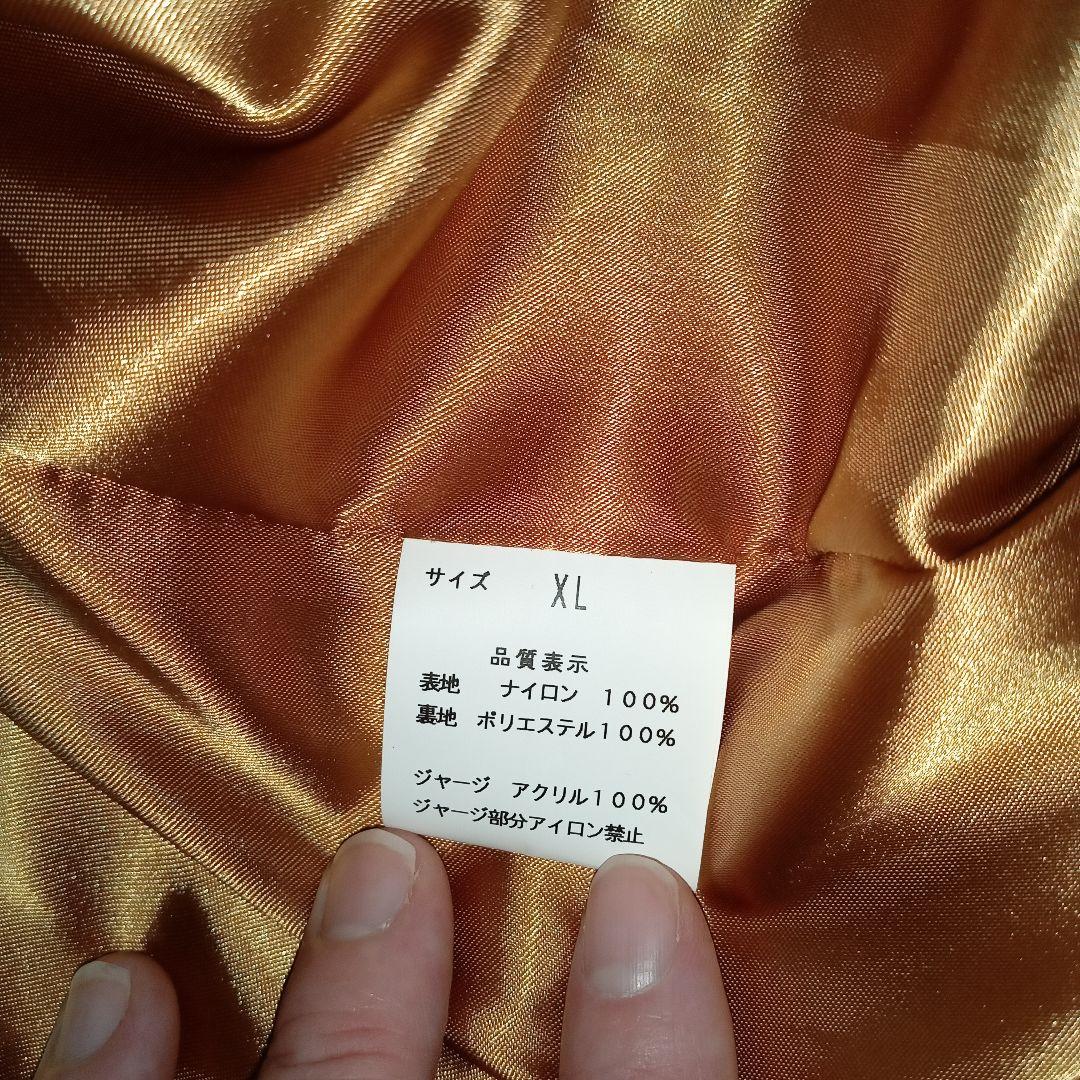 サイズ XL
品質表示
表地 ナイロン 100%
裏地 ポリエステル100%
ジャージ アクリル100%
ジャージ部分アイロン禁止